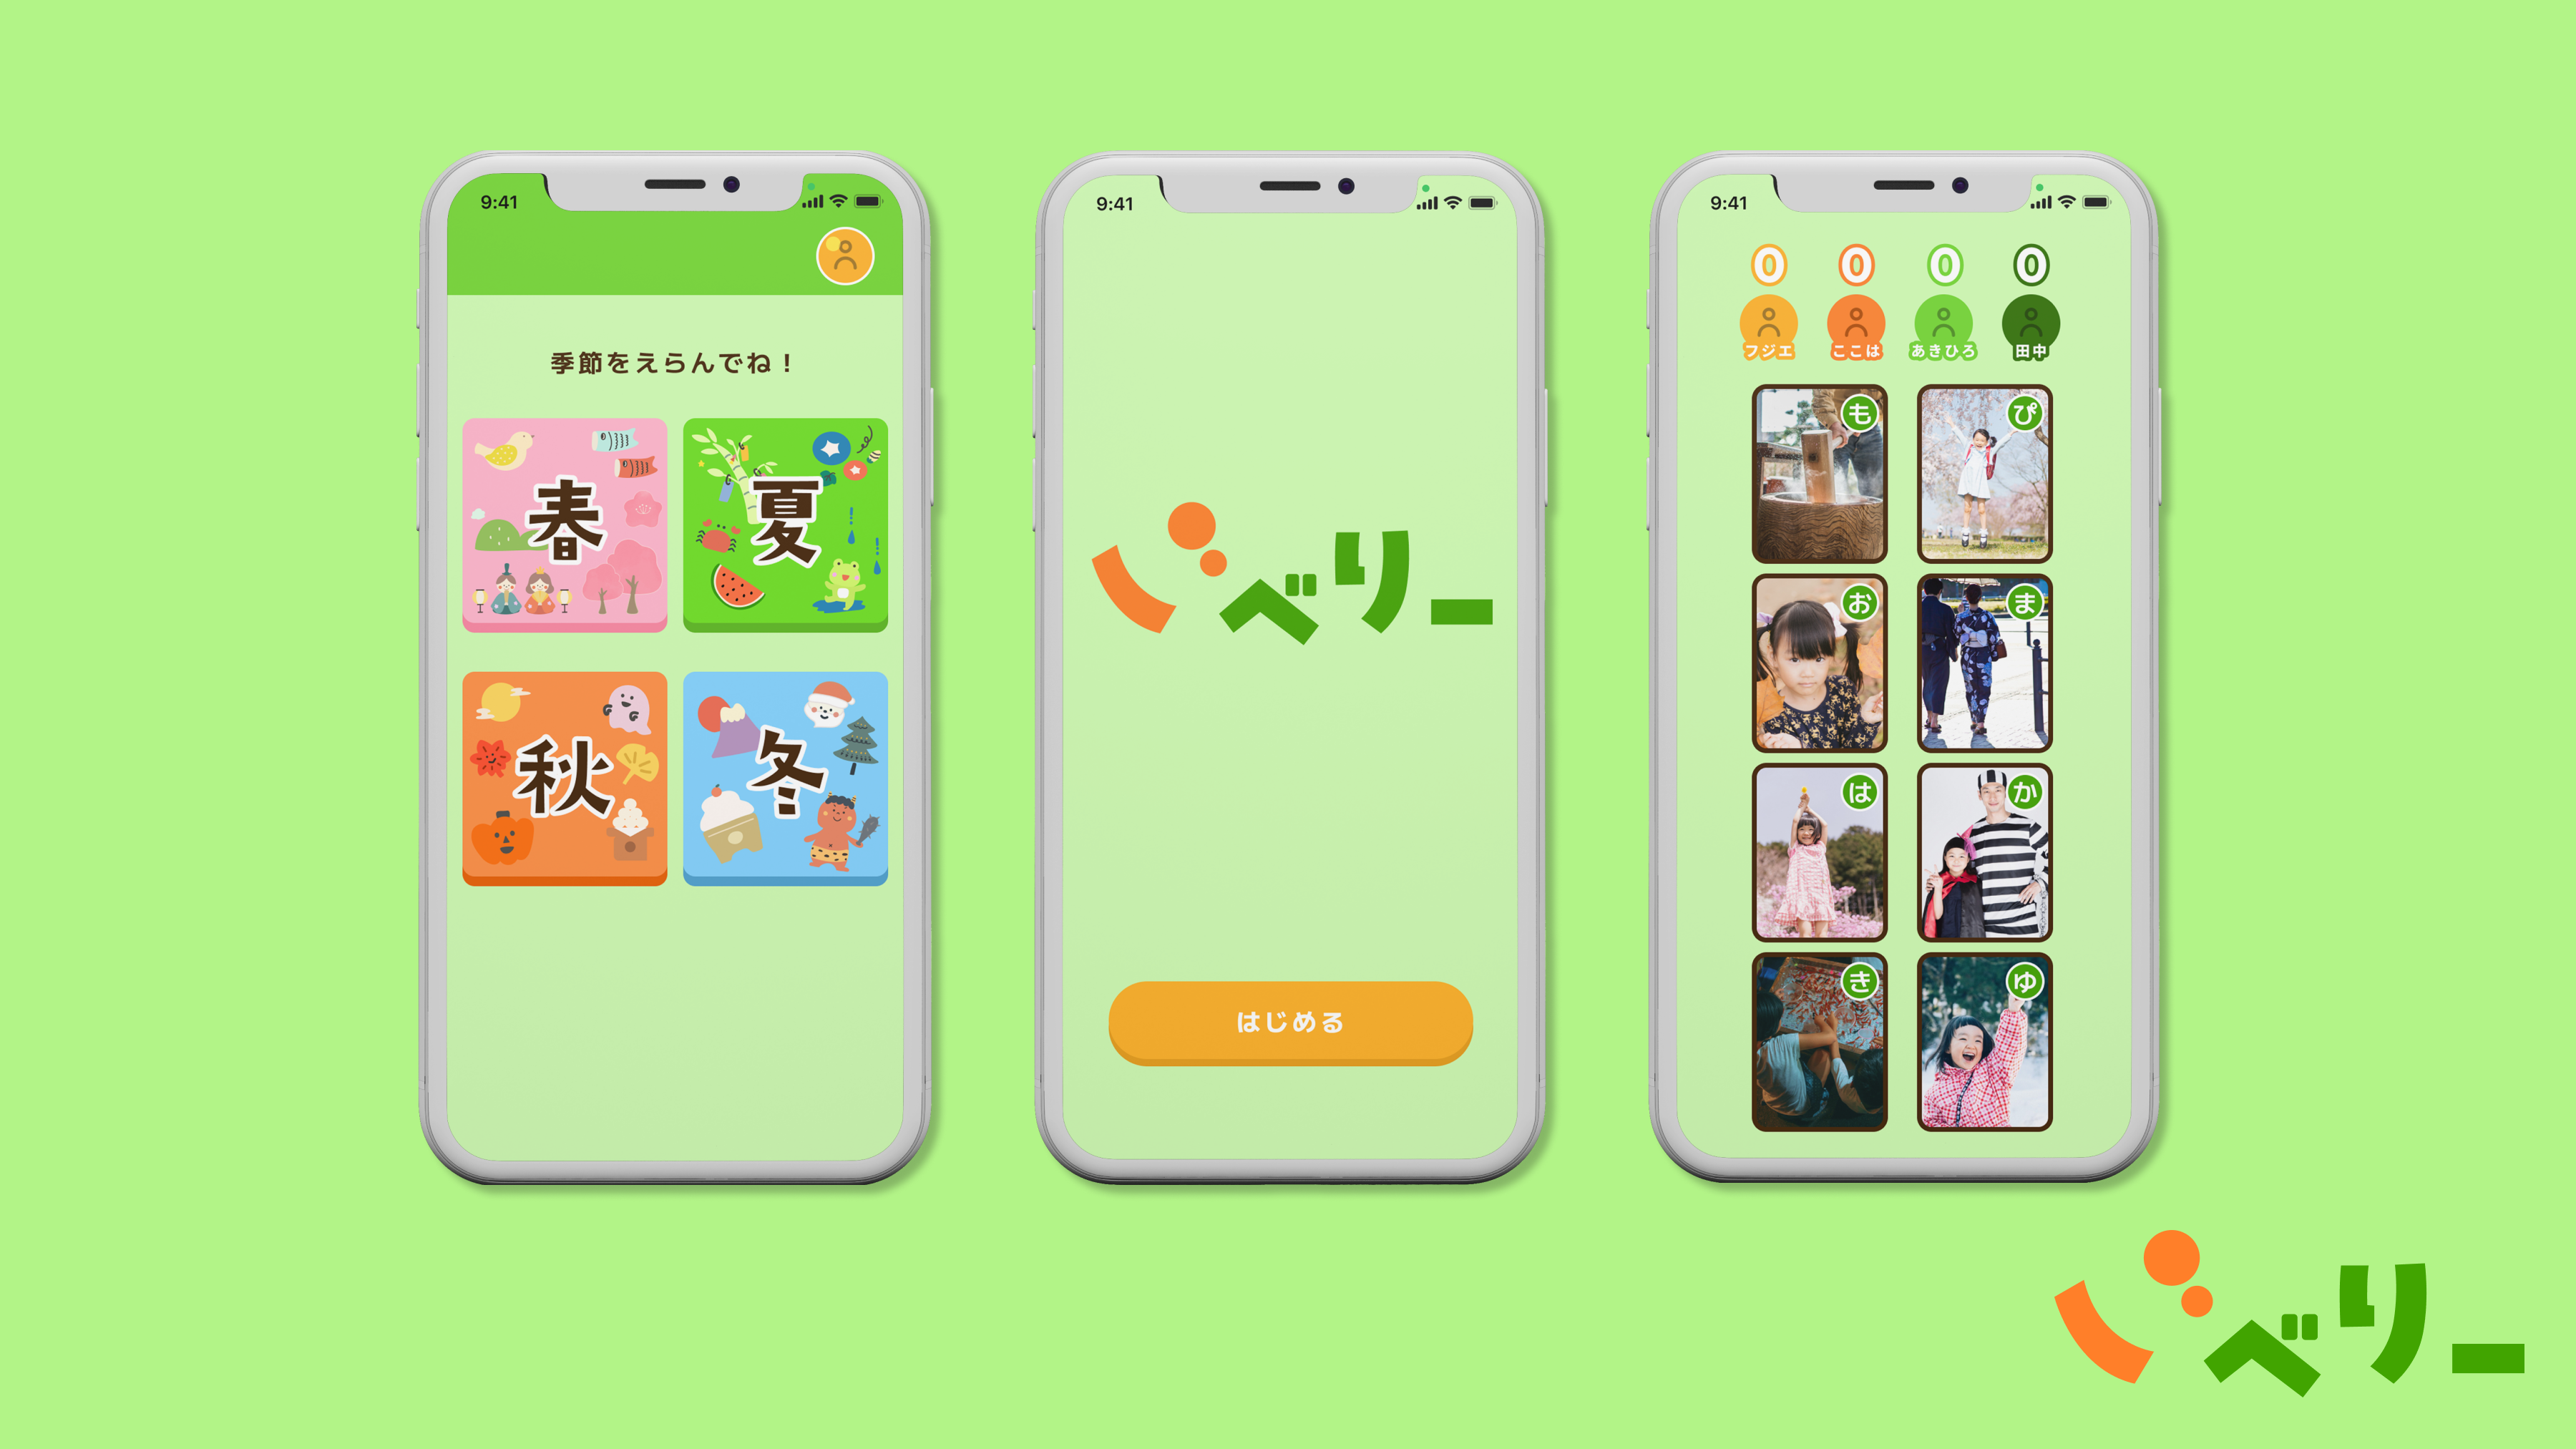 9:41
季節をえらんでね！
春
夏
秋
冬
9:41
べりー
はじめる
9:41
0 0 0 0
フジエ ここは あきひろ 田中
も ぴ
お ま
は か
き ゆ
べりー